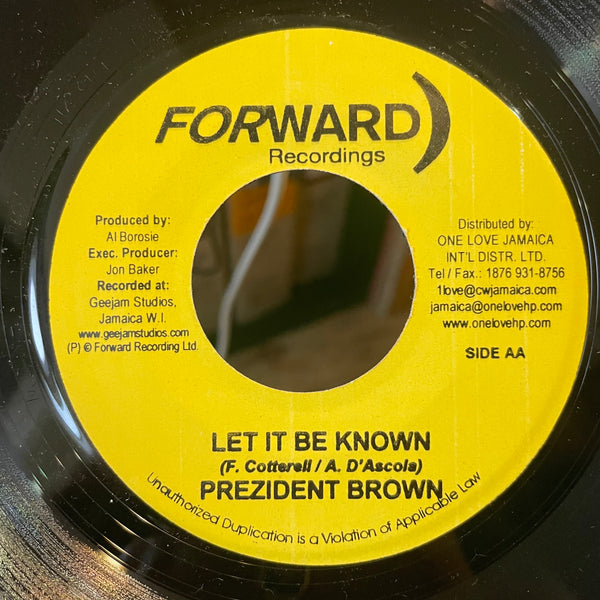 FORWARD)
Recordings
Produced by:
Al Borosie
Exec. Producer:
Jon Baker
Recorded at:
Geejam Studios,
Jamaica W.I.
www.geejamstudios.com
(P) © Forward Recording Ltd.
Distributed by:
ONE LOVE JAMAICA
INT'L DISTR. LTD.
Tel / Fax.: 1876 931-8756
1love@cwjamaica.com
jamaica@onelovehp.com
www.onelovehp.com
SIDE AA
LET IT BE KNOWN
(F. Cotterell / A. D'Ascola)
PREZIDENT BROWN
Unauthorized Duplication is a Violation of Applicable Law